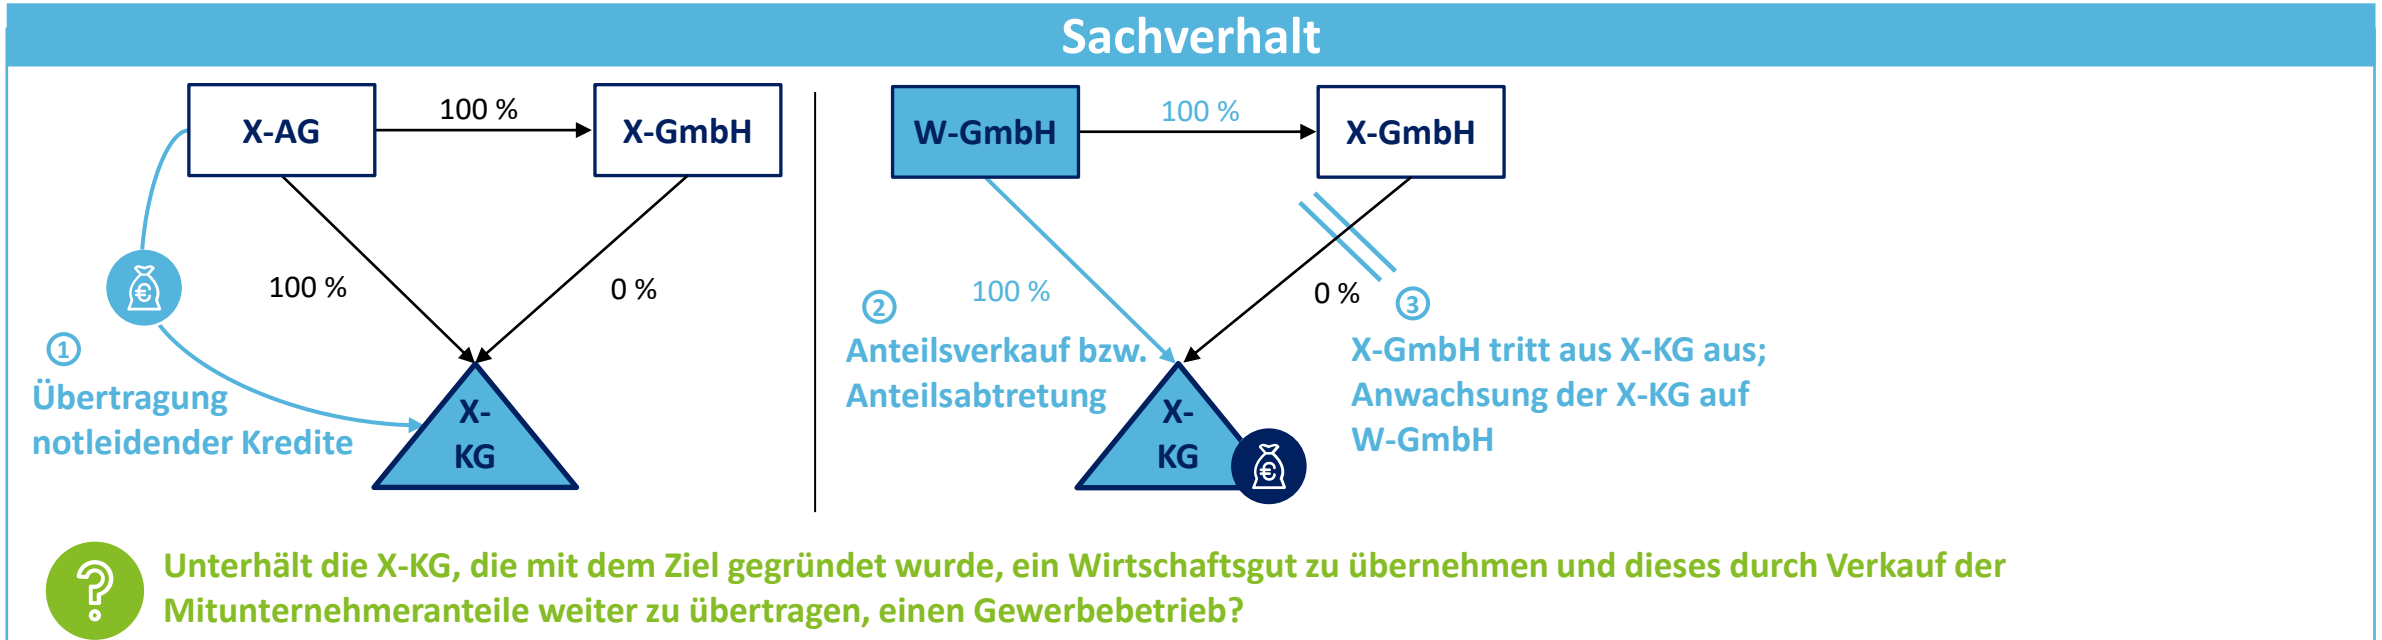 Sachverhalt
X-AG
100 %
X-GmbH
100 %
0 %
€
1
Übertragung
notleidender Kredite
X-
KG
W-GmbH
100 %
X-GmbH
100 %
0 %
2
Anteilsverkauf bzw.
Anteilsabtretung
3
X-GmbH tritt aus X-KG aus;
Anwachsung der X-KG auf
W-GmbH
X-
KG
€
?
Unterhält die X-KG, die mit dem Ziel gegründet wurde, ein Wirtschaftsgut zu übernehmen und dieses durch Verkauf der
Mitunternehmeranteile weiter zu übertragen, einen Gewerbebetrieb?